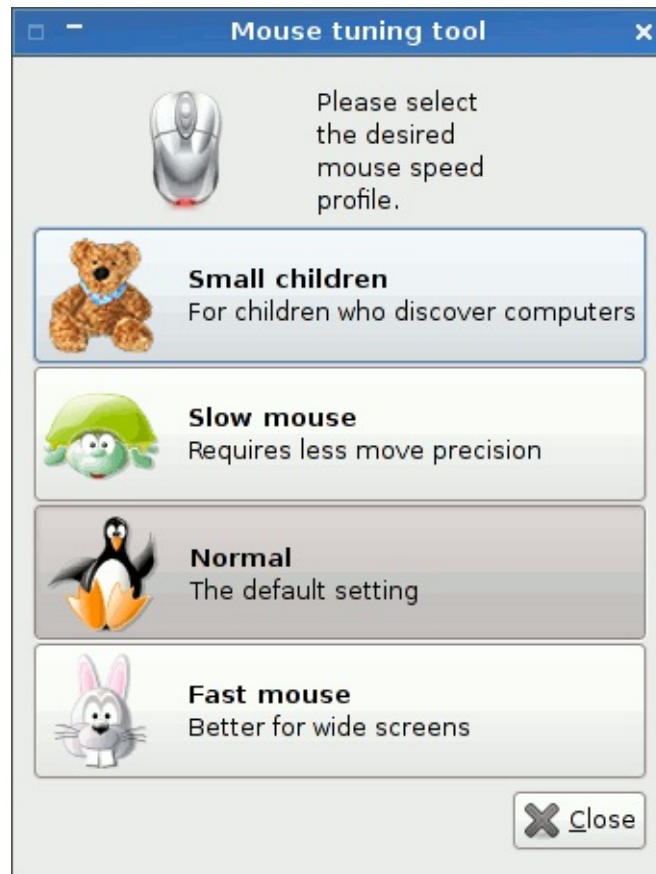 Mouse tuning tool
Please select
the desired
mouse speed
profile.
Small children
For children who discover computers
Slow mouse
Requires less move precision
Normal
The default setting
Fast mouse
Better for wide screens
Close